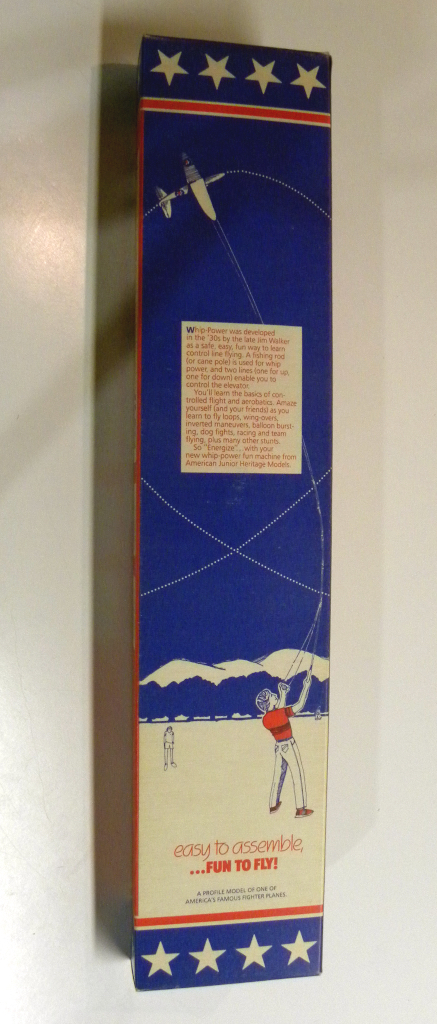 Whip-Power was developed
in the '30s by the late Jim Walker
as a safe, easy, fun way to learn
control line flying. A fishing rod
(or cane pole) is used for whip
power, and two lines (one for up,
one for down) enable you to
control the elevator.
You'll learn the basics of con-
trolled flight and aerobatics. Amaze
yourself (and your friends) as you
learn to fly loops, wing-overs,
inverted maneuvers, balloon burst-
ing, dog fights, racing and team
flying, plus many other stunts.
So "Energize"... with your
new whip-power fun machine from
American Junior Heritage Models.
easy to assemble,
...FUN TO FLY!
A PROFILE MODEL OF ONE OF
AMERICA'S FAMOUS FIGHTER PLANES.